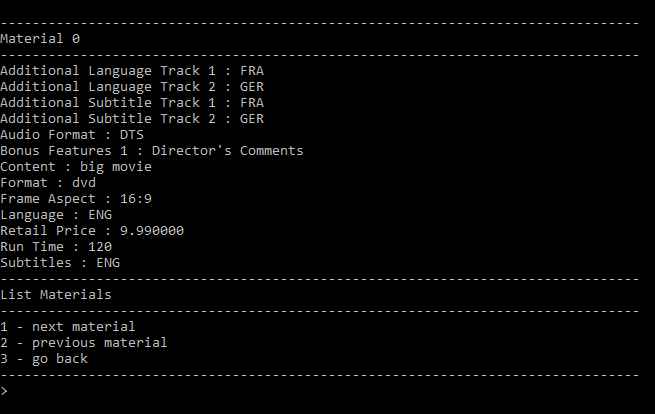 --------------------------------------------------------------------------------
Material 0
--------------------------------------------------------------------------------
Additional Language Track 1 : FRA
Additional Language Track 2 : GER
Additional Subtitle Track 1 : FRA
Additional Subtitle Track 2 : GER
Audio Format : DTS
Bonus Features 1 : Director's Comments
Content : big movie
Format : dvd
Frame Aspect : 16:9
Language : ENG
Retail Price : 9.990000
Run Time : 120
Subtitles : ENG
--------------------------------------------------------------------------------
List Materials
--------------------------------------------------------------------------------
1 - next material
2 - previous material
3 - go back
--------------------------------------------------------------------------------
>